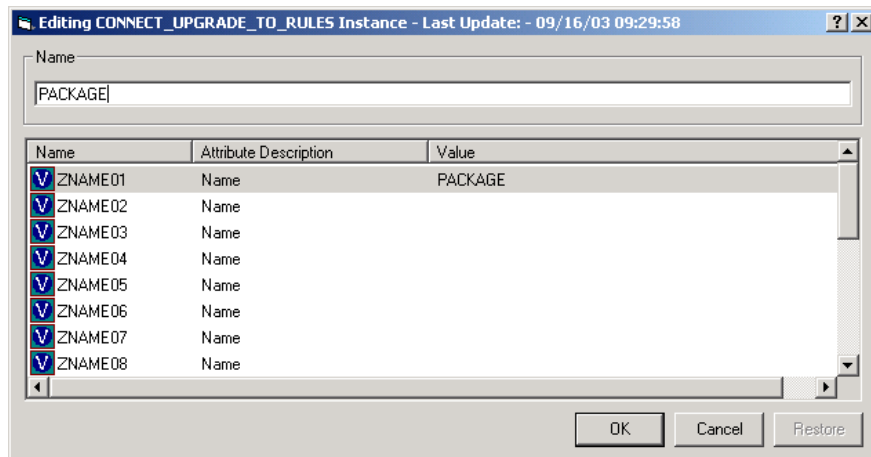 Editing CONNECT_UPGRADE_TO_RULES Instance - Last Update: - 09/16/03 09:29:58
Name
PACKAGE
Name Attribute Description Value
V ZNAME01 Name PACKAGE
V ZNAME02 Name
V ZNAME03 Name
V ZNAME04 Name
V ZNAME05 Name
V ZNAME06 Name
V ZNAME07 Name
V ZNAME08 Name
OK Cancel Restore